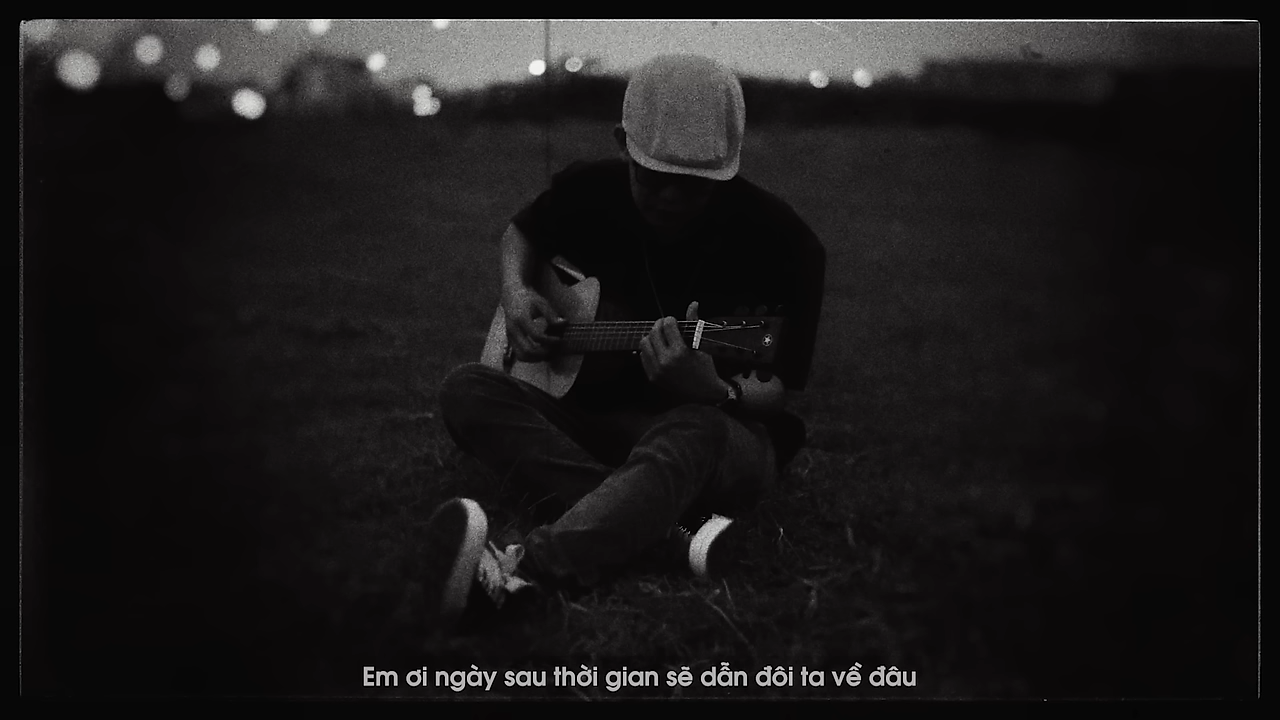 Em ơi ngày sau thời gian sẽ dẫn đôi ta về đâu